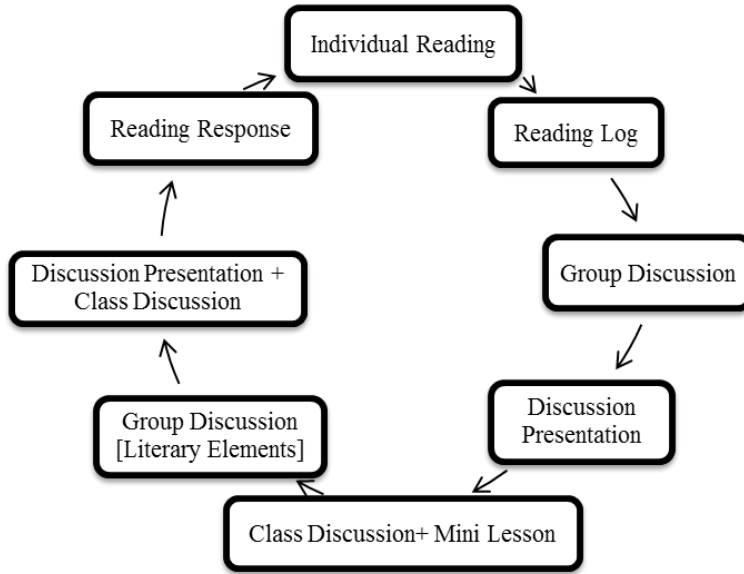 Individual Reading
Reading Log
Group Discussion
Discussion
Presentation
Class Discussion+ Mini Lesson
Group Discussion
[Literary Elements]
Discussion Presentation +
Class Discussion
Reading Response